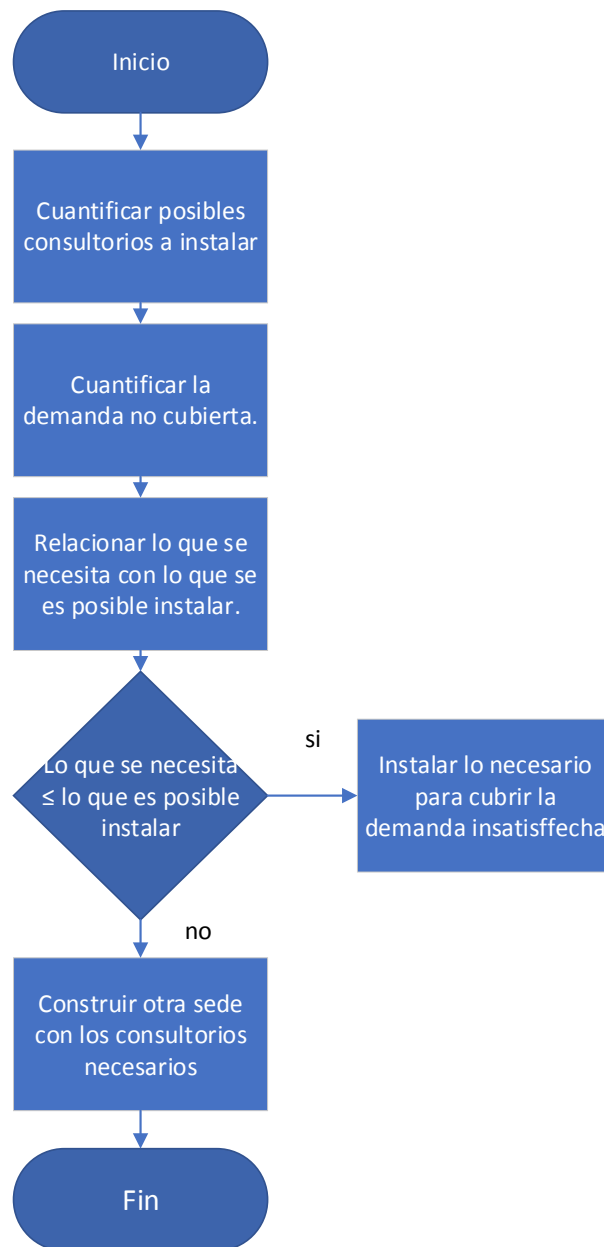 Inicio
Cuantificar posibles
consultorios a instalar
Cuantificar la
demanda no cubierta.
Relacionar lo que se
necesita con lo que se
es posible instalar.
Lo que se necesita
≤ lo que es posible
instalar
si
Instalar lo necesario
para cubrir la
demanda insatisffecha
no
Construir otra sede
con los consultorios
necesarios
Fin